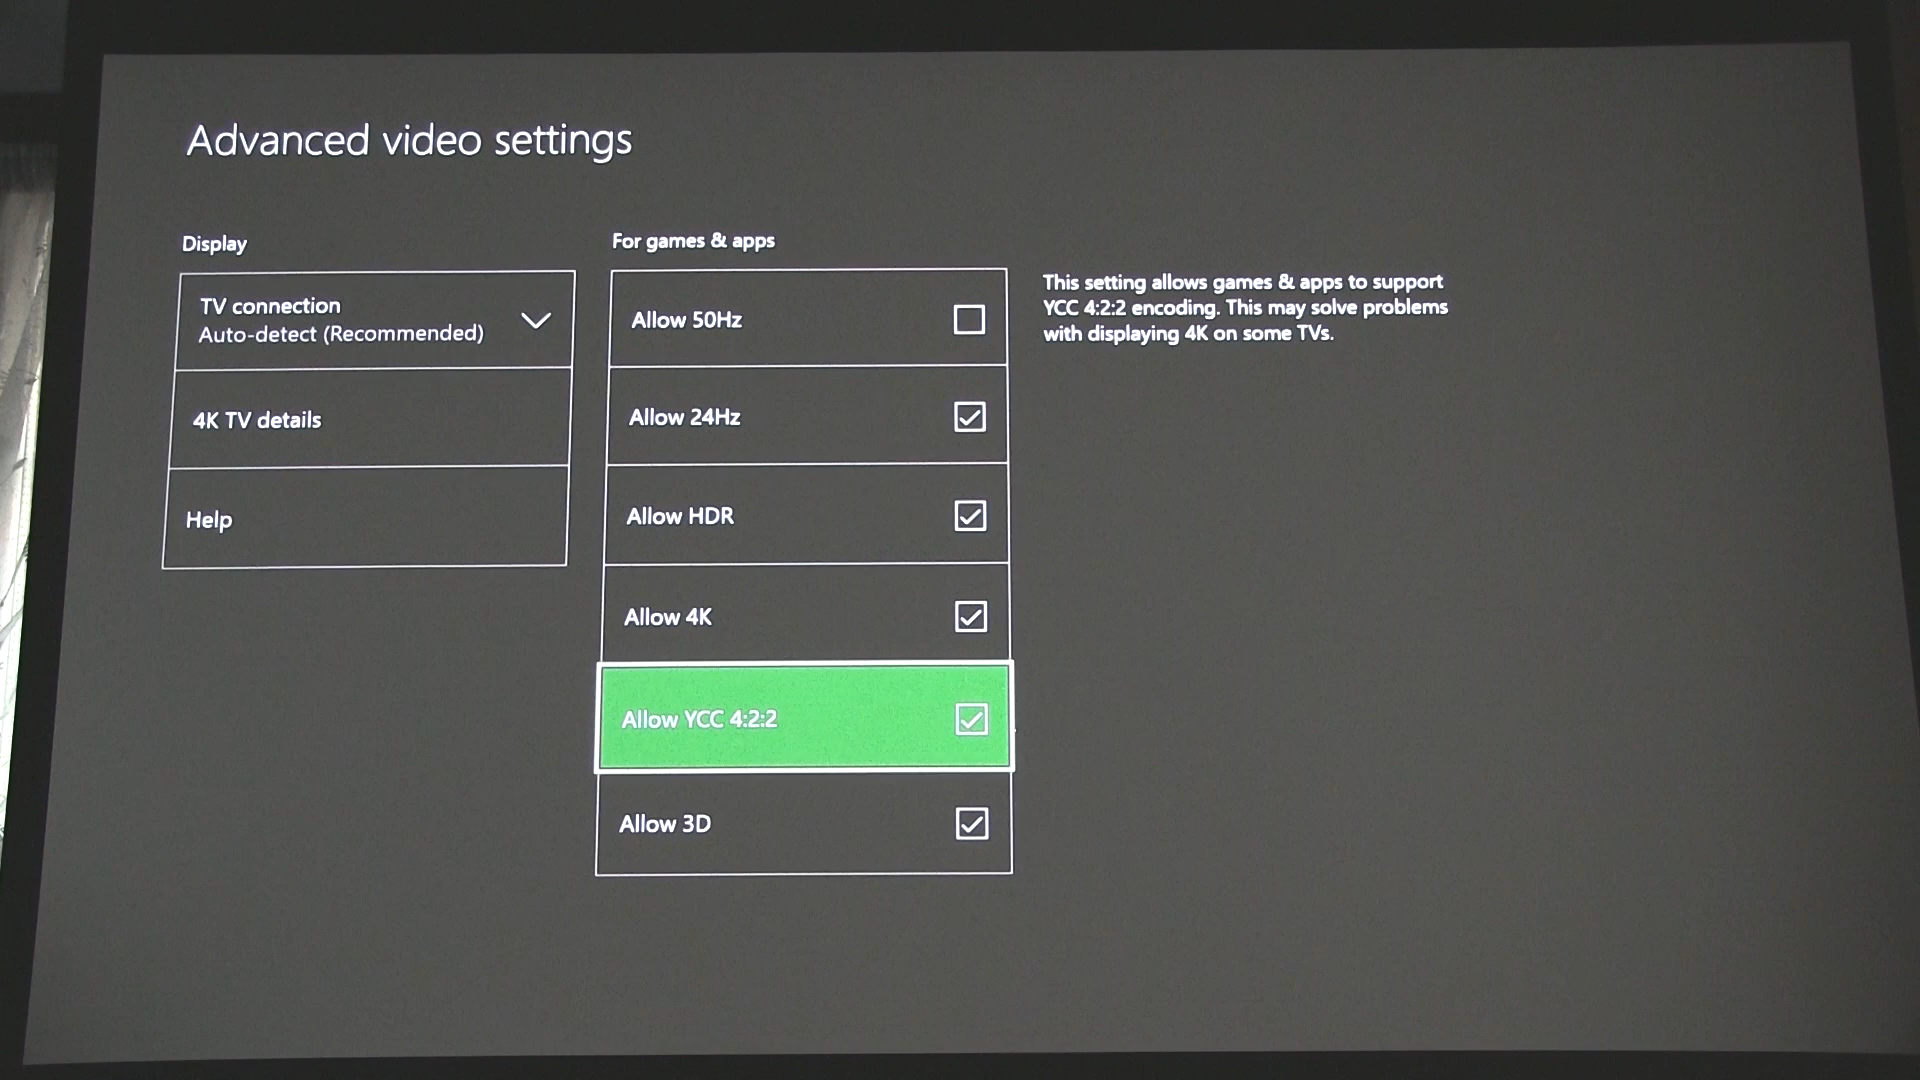 Advanced video settings
Display
TV connection
Auto-detect (Recommended)
4K TV details
Help
For games & apps
Allow 50Hz
Allow 24Hz
Allow HDR
Allow 4K
Allow YCC 4:2:2
Allow 3D
This setting allows games & apps to support
YCC 4:2:2 encoding. This may solve problems
with displaying 4K on some TVs.